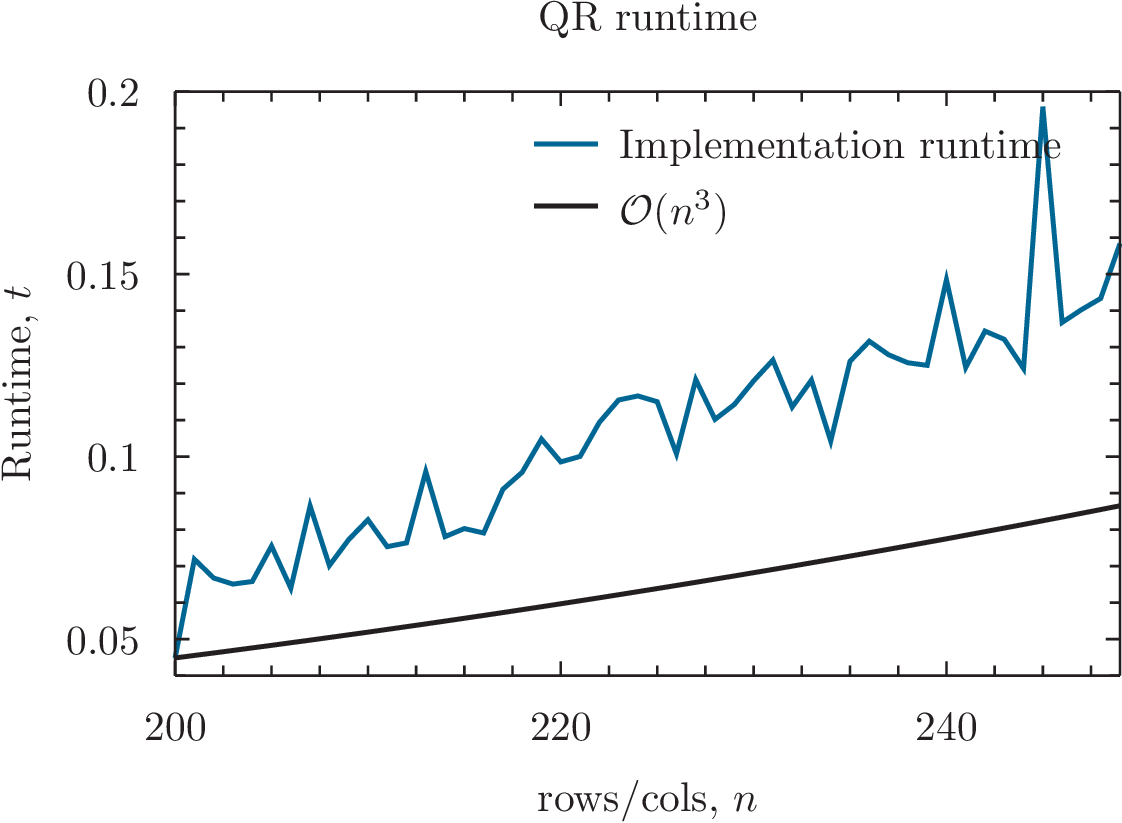 QR runtime
0.2
0.15
0.1
0.05
Runtime, t
Implementation runtime
𝒪(n³)
200 220 240
rows/cols, n